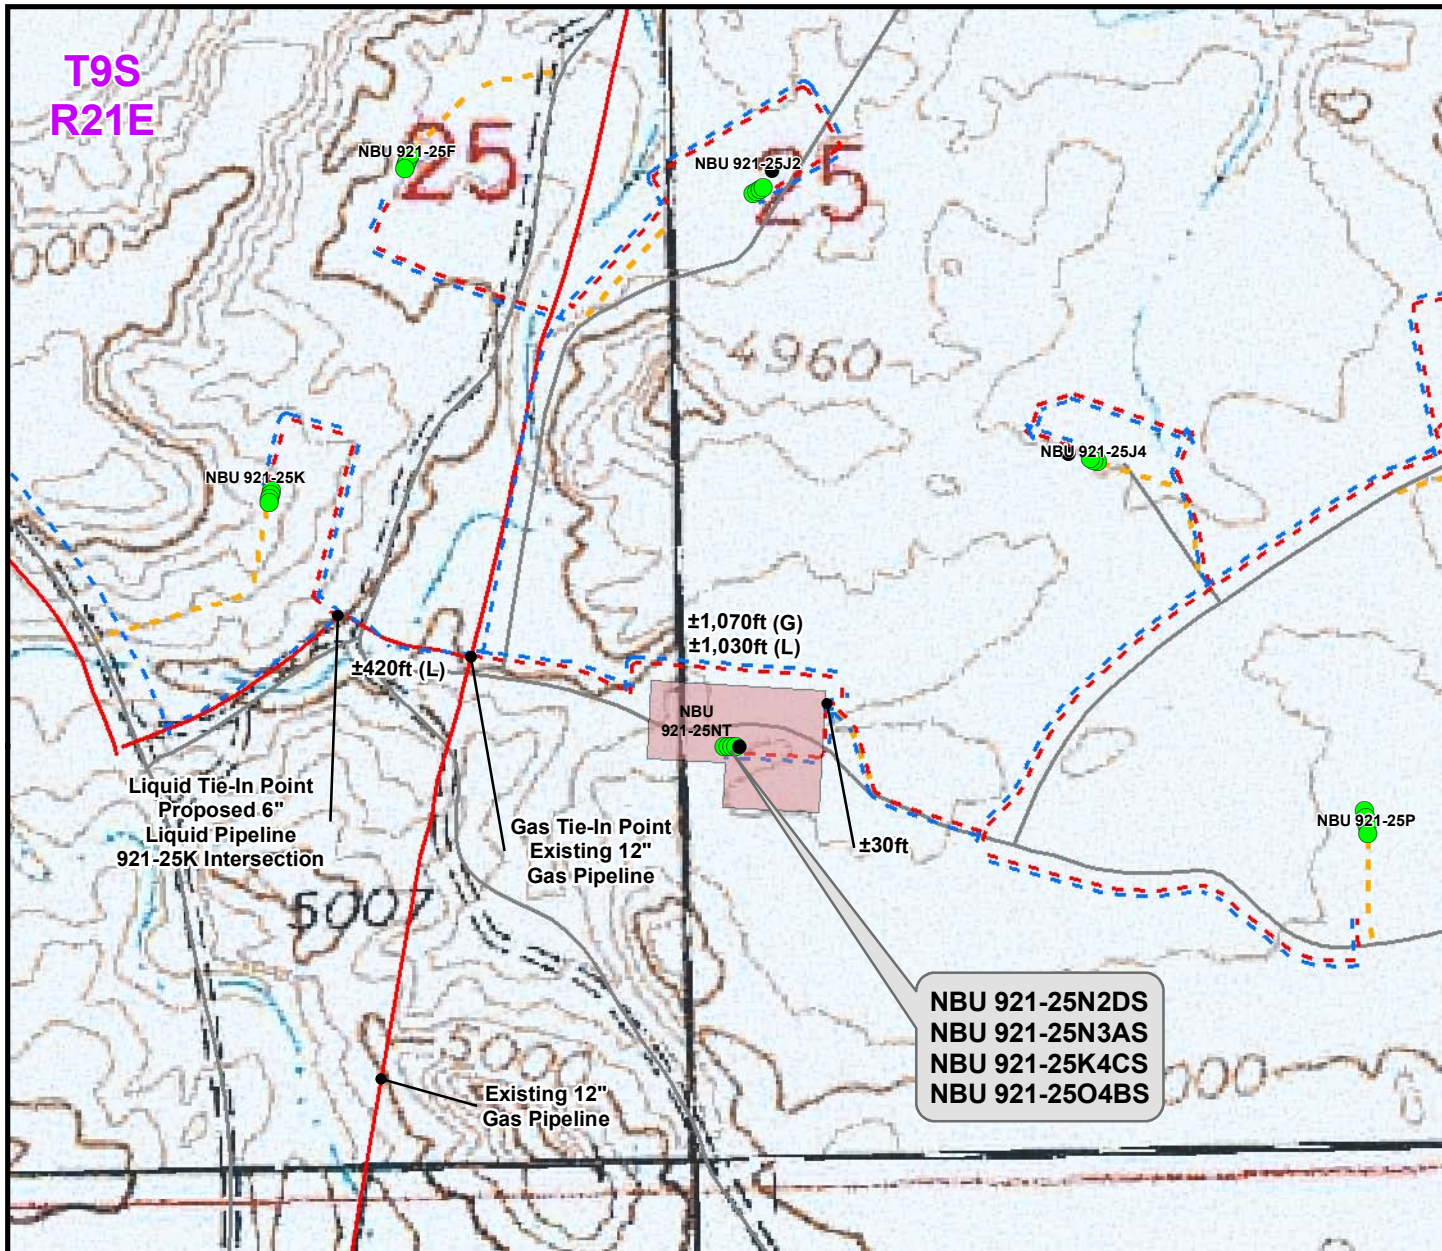 T9S
R21E
NBU 921-25F
25
NBU 921-25J2
25
000
4960
NBU 921-25J4
NBU 921-25K
±1,070ft (G)
±1,030ft (L)
±420ft (L)
NBU
921-25NT
Liquid Tie-In Point
Proposed 6"
Liquid Pipeline
921-25K Intersection
Gas Tie-In Point
Existing 12"
Gas Pipeline
±30ft
NBU 921-25P
5007
NBU 921-25N2DS
NBU 921-25N3AS
NBU 921-25K4CS
NBU 921-25O4BS
5000
000
Existing 12"
Gas Pipeline